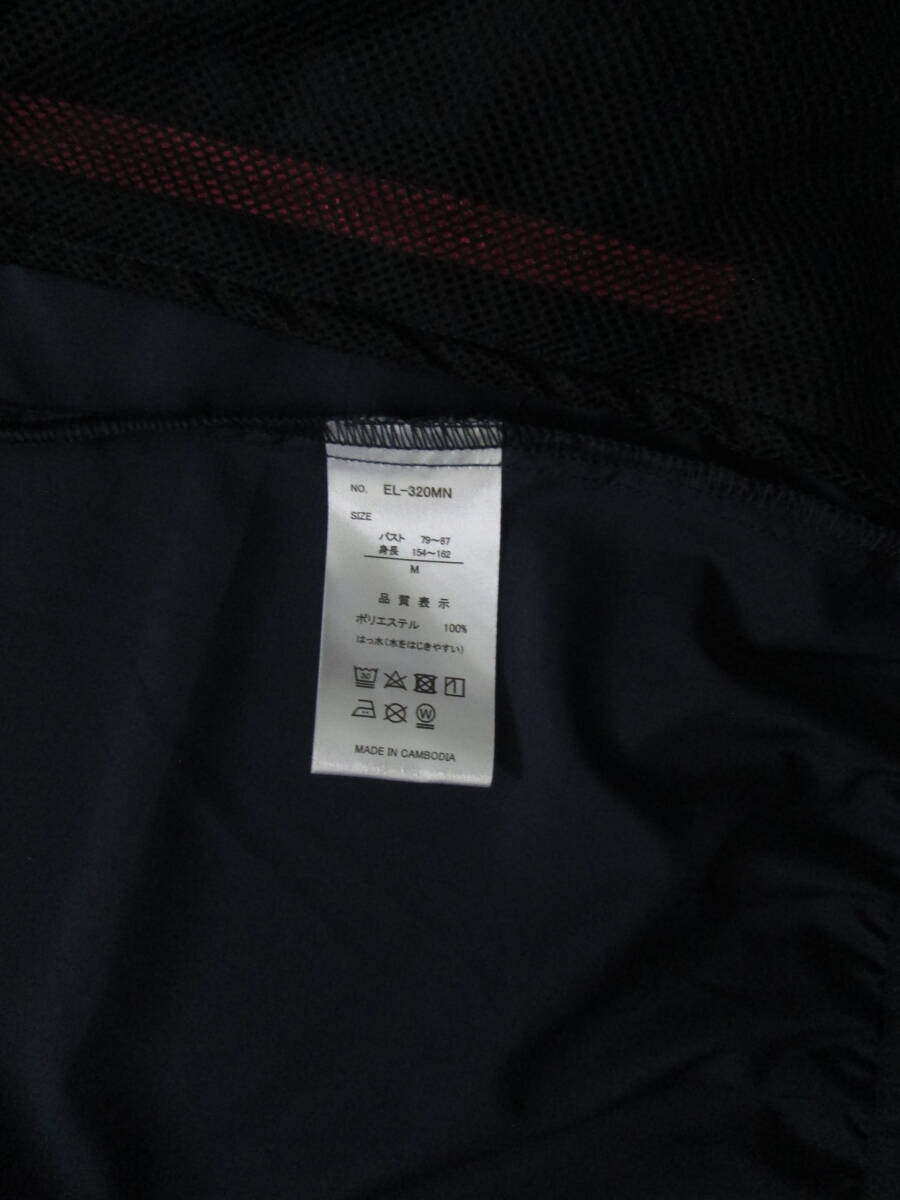 NO. EL-320MN
SIZE
バスト 79~87
身長 154~162
M
品質表示
ポリエステル 100%
はっ水(水をはじきやすい)
30
W
MADE IN CAMBODIA